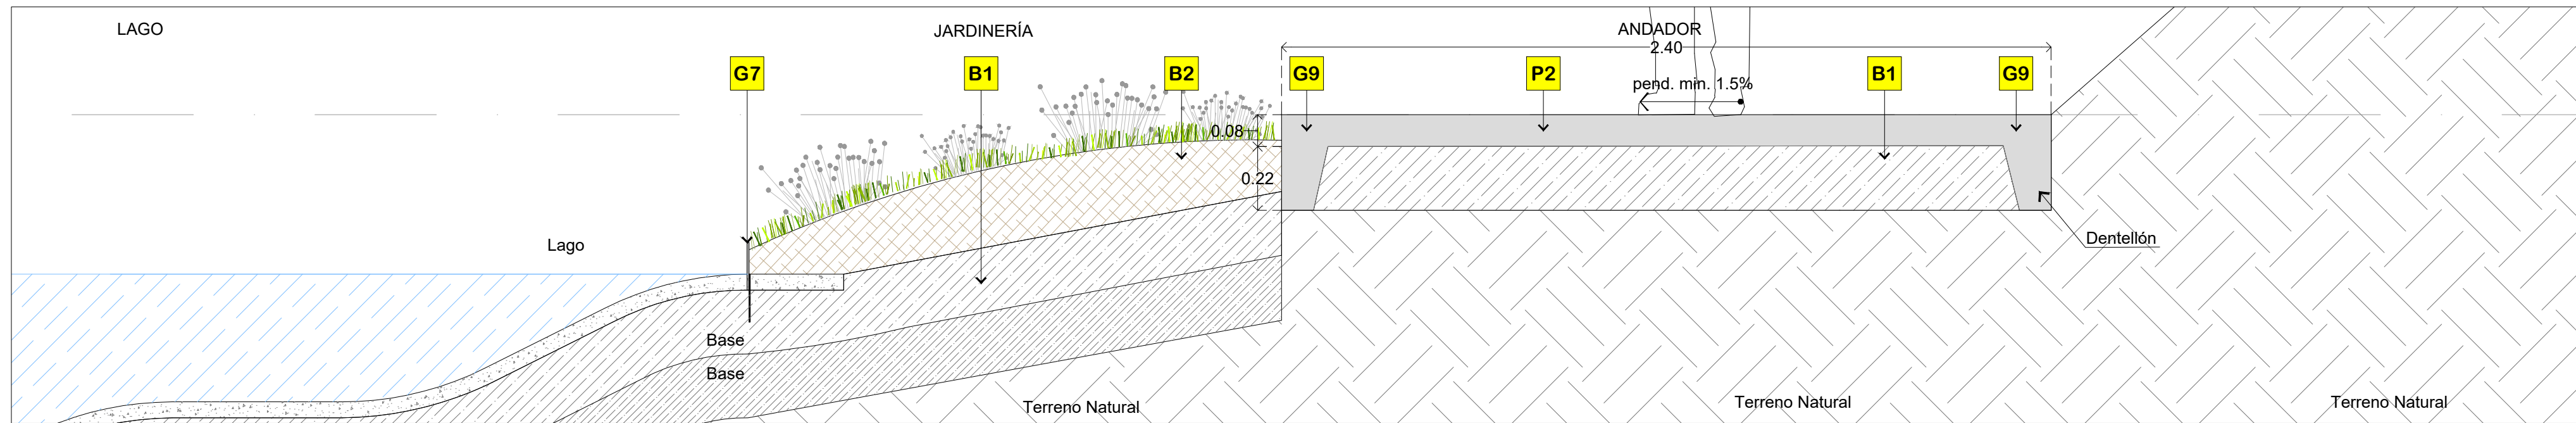 LAGO
JARDINERÍA
ANDADOR
2.40
G7
B1
B2
G9
P2
B1
G9
pend. min. 1.5%
0.08
0.22
Dentellón
Lago
Base
Base
Terreno Natural
Terreno Natural
Terreno Natural